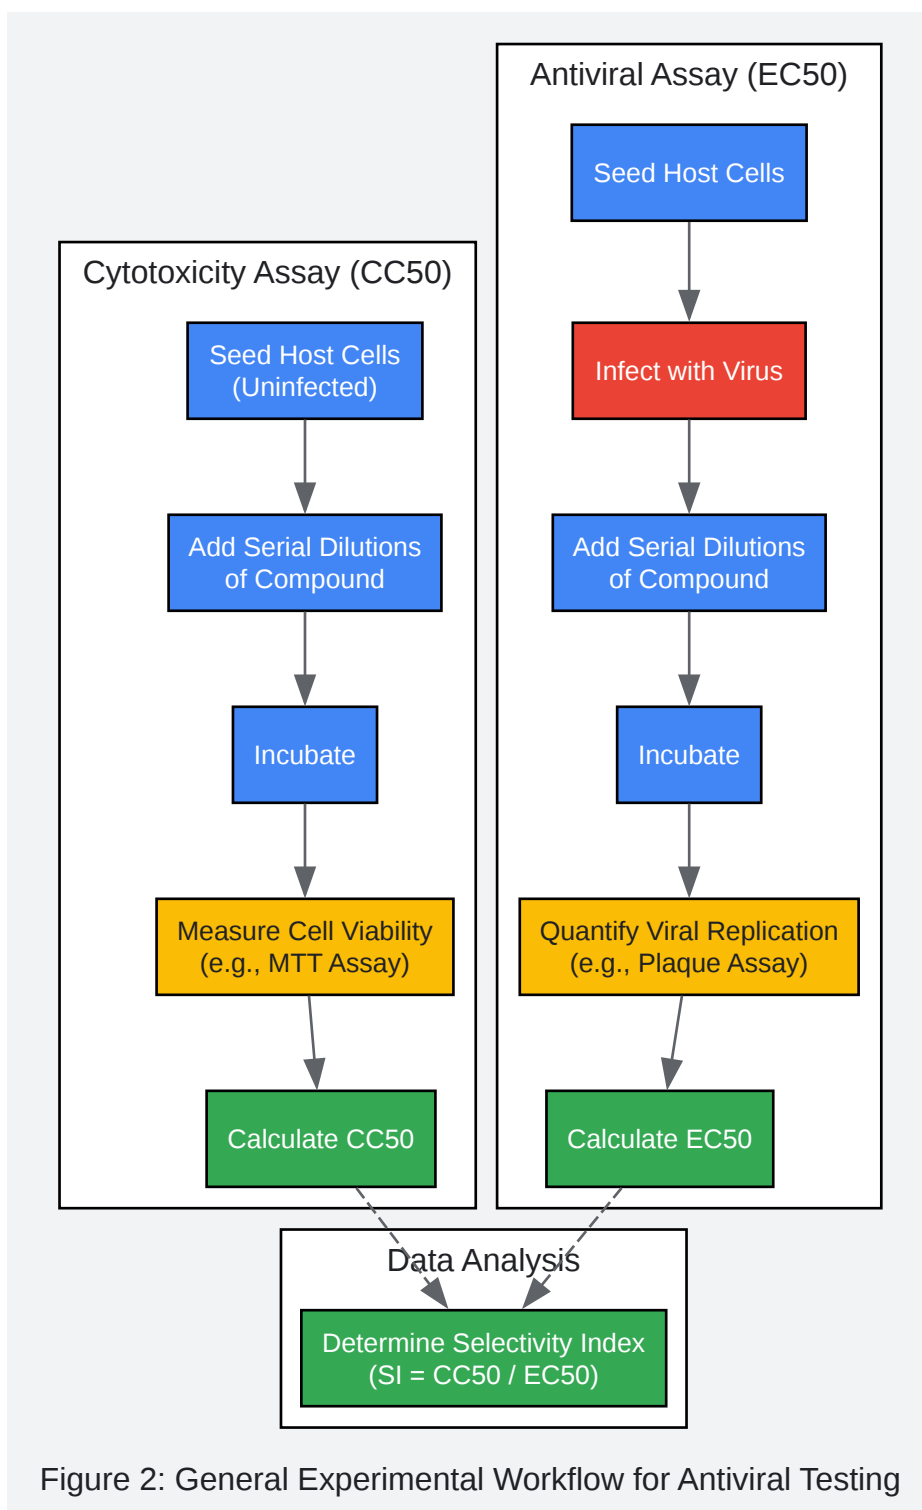 Antiviral Assay (EC50)
Seed Host Cells
Infect with Virus
Add Serial Dilutions
of Compound
Incubate
Quantify Viral Replication
(e.g., Plaque Assay)
Calculate EC50
Cytotoxicity Assay (CC50)
Seed Host Cells
(Uninfected)
Add Serial Dilutions
of Compound
Incubate
Measure Cell Viability
(e.g., MTT Assay)
Calculate CC50
Data Analysis
Determine Selectivity Index
(SI = CC50 / EC50)
Figure 2: General Experimental Workflow for Antiviral Testing